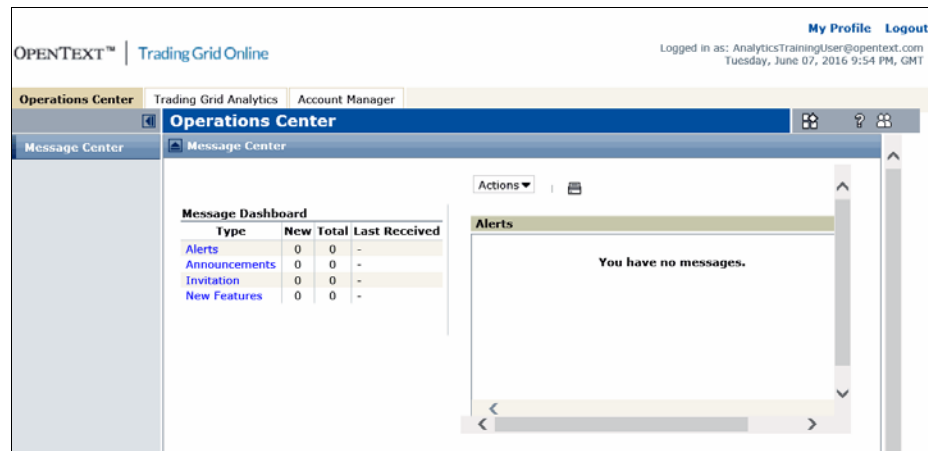 My Profile Logout
OPENTEXT™ | Trading Grid Online
Logged in as: AnalyticsTrainingUser@opentext.com
Tuesday, June 07, 2016 9:54 PM, GMT
Operations Center Trading Grid Analytics Account Manager
Operations Center ?
Message Center
Message Center
Actions
Message Dashboard
Type New Total Last Received
Alerts 0 0 -
Announcements 0 0 -
Invitation 0 0 -
New Features 0 0 -
Alerts
You have no messages.